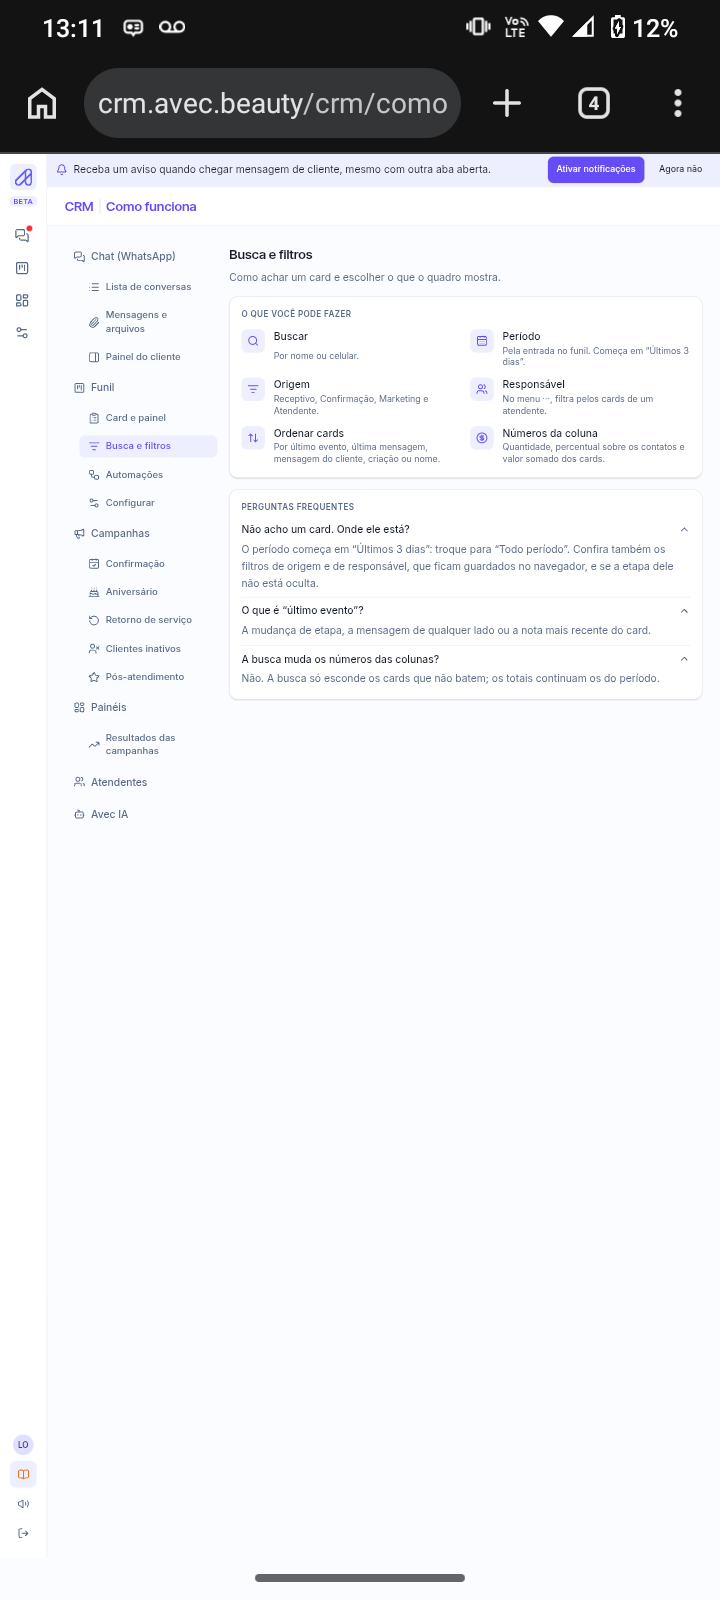 13:11
Vo
LTE
12%
crm.avec.beauty/crm/como
4
Receba um aviso quando chegar mensagem de cliente, mesmo com outra aba aberta.
Ativar notificações
Agora não
BETA
CRM | Como funciona
Chat (WhatsApp)
Lista de conversas
Mensagens e
arquivos
Painel do cliente
Funil
Card e painel
Busca e filtros
Automações
Configurar
Campanhas
Confirmação
Aniversário
Retorno de serviço
Clientes inativos
Pós-atendimento
Painéis
Resultados das
campanhas
Atendentes
Avec IA
Busca e filtros
Como achar um card e escolher o que o quadro mostra.
O QUE VOCÊ PODE FAZER
Buscar
Por nome ou celular.
Período
Pela entrada no funil. Começa em “Últimos 3
dias”.
Origem
Receptivo, Confirmação, Marketing e
Atendente.
Responsável
No menu ···, filtra pelos cards de um
atendente.
Ordenar cards
Por último evento, última mensagem,
mensagem do cliente, criação ou nome.
Números da coluna
Quantidade, percentual sobre os contatos e
valor somado dos cards.
PERGUNTAS FREQUENTES
Não acho um card. Onde ele está?
O período começa em “Últimos 3 dias”: troque para “Todo período”. Confira também os
filtros de origem e de responsável, que ficam guardados no navegador, e se a etapa dele
não está oculta.
O que é “último evento”?
A mudança de etapa, a mensagem de qualquer lado ou a nota mais recente do card.
A busca muda os números das colunas?
Não. A busca só esconde os cards que não batem; os totais continuam os do período.
LO